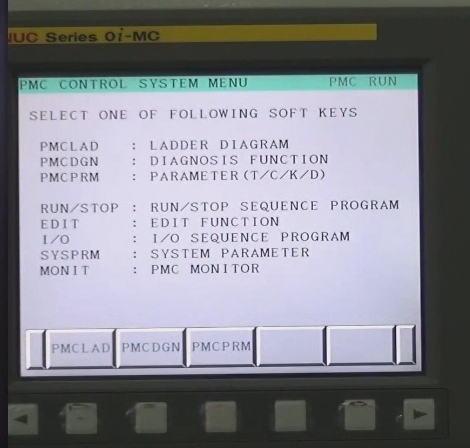 UC Series 0i-MC
PMC CONTROL SYSTEM MENU PMC RUN
SELECT ONE OF FOLLOWING SOFT KEYS
PMCLAD : LADDER DIAGRAM
PMCDGN : DIAGNOSIS FUNCTION
PMCPRM : PARAMETER(T/C/K/D)
RUN/STOP : RUN/STOP SEQUENCE PROGRAM
EDIT : EDIT FUNCTION
I/O : I/O SEQUENCE PROGRAM
SYSPRM : SYSTEM PARAMETER
MONIT : PMC MONITOR
PMCLAD PMCDGN PMCPRM